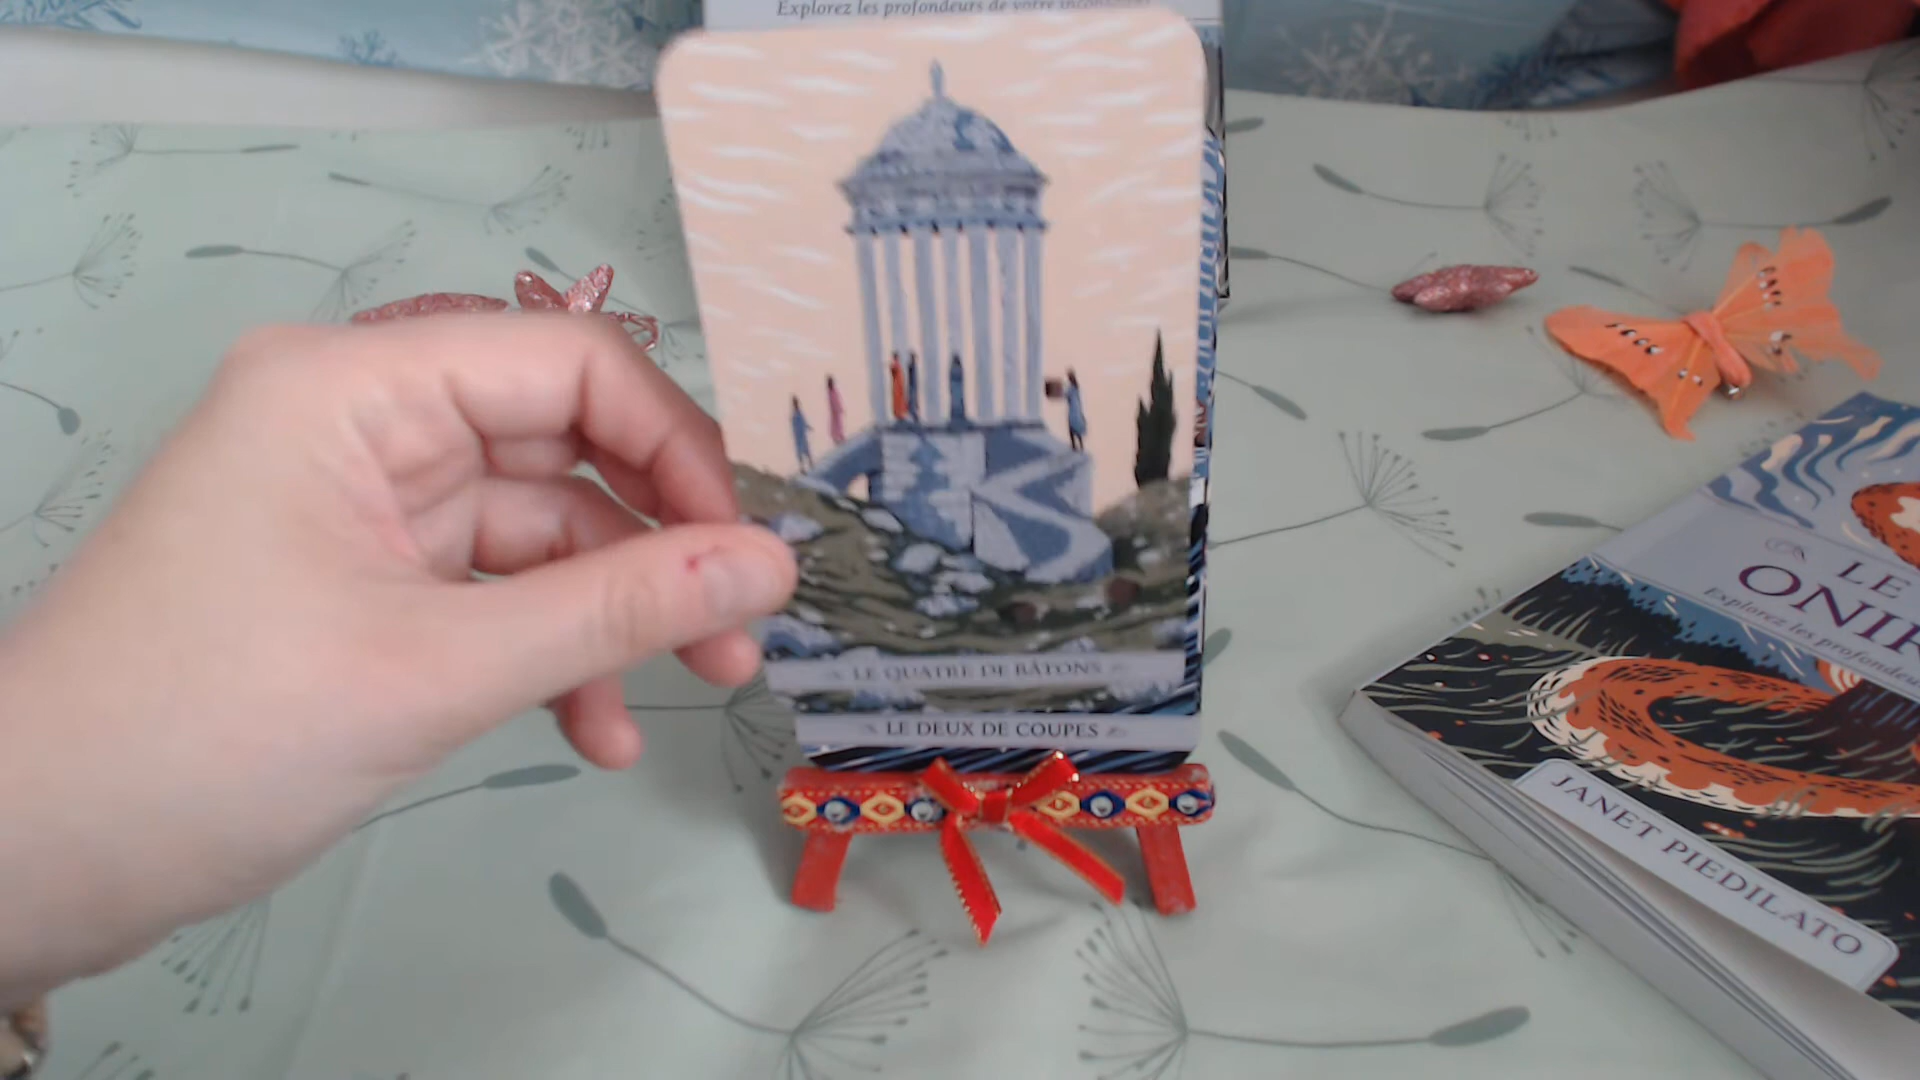 Explorez les profondeurs de votre inconscient
LE QUATRE DE BÂTONS
LE DEUX DE COUPES
LE
ONIR
Explorez les profondeu
JANET PIEDILATO